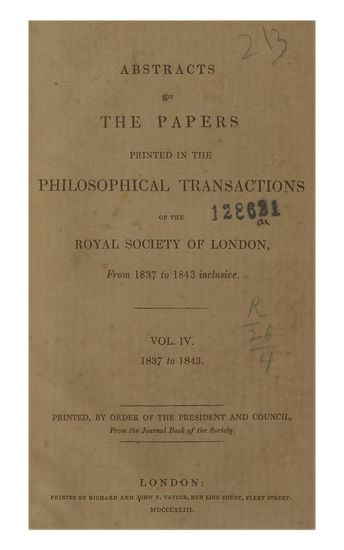 213
ABSTRACTS
OF
THE PAPERS
PRINTED IN THE
PHILOSOPHICAL TRANSACTIONS
OF THE
128621
ROYAL SOCIETY OF LONDON,
From 1837 to 1843 inclusive.
R
26
4
VOL. IV.
1837 to 1843.
PRINTED, BY ORDER OF THE PRESIDENT AND COUNCIL,
From the Journal Book of the Society.
LONDON:
PRINTED BY RICHARD AND JOHN E. TAYLOR, RED LION COURT, FLEET STREET.
MDCCCXLIII.